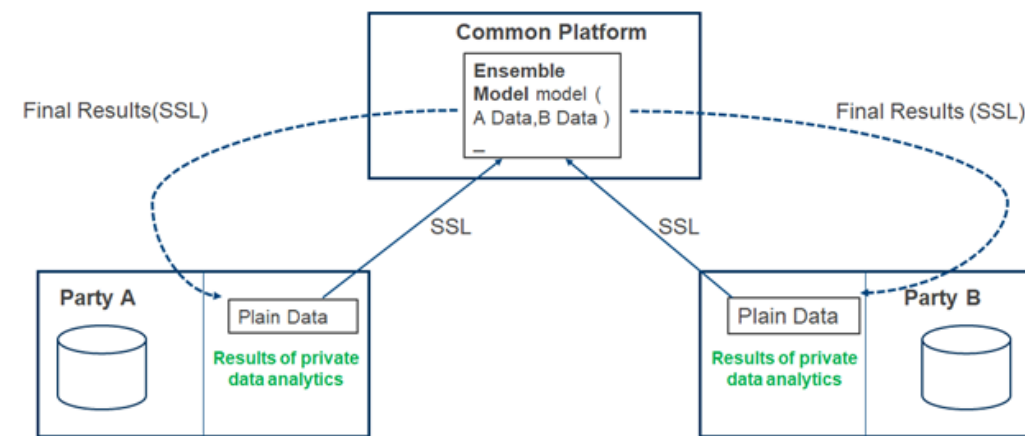 Common Platform
Ensemble
Model model (
A Data,B Data )
_
Final Results(SSL)
Final Results (SSL)
SSL
SSL
Party A
Plain Data
Results of private
data analytics
Plain Data
Results of private
data analytics
Party B